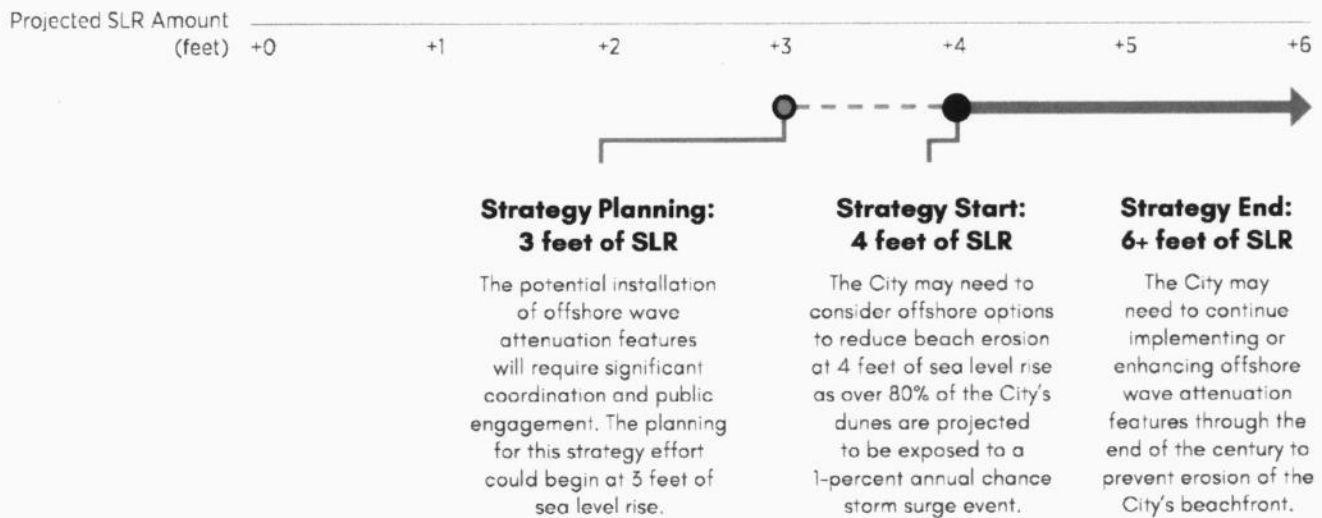 Projected SLR Amount
(feet) +0 +1 +2 +3 +4 +5 +6
Strategy Planning:
3 feet of SLR
The potential installation
of offshore wave
attenuation features
will require significant
coordination and public
engagement. The planning
for this strategy effort
could begin at 3 feet of
sea level rise.
Strategy Start:
4 feet of SLR
The City may need to
consider offshore options
to reduce beach erosion
at 4 feet of sea level rise
as over 80% of the City's
dunes are projected
to be exposed to a
1-percent annual chance
storm surge event.
Strategy End:
6+ feet of SLR
The City may
need to continue
implementing or
enhancing offshore
wave attenuation
features through the
end of the century to
prevent erosion of the
City's beachfront.